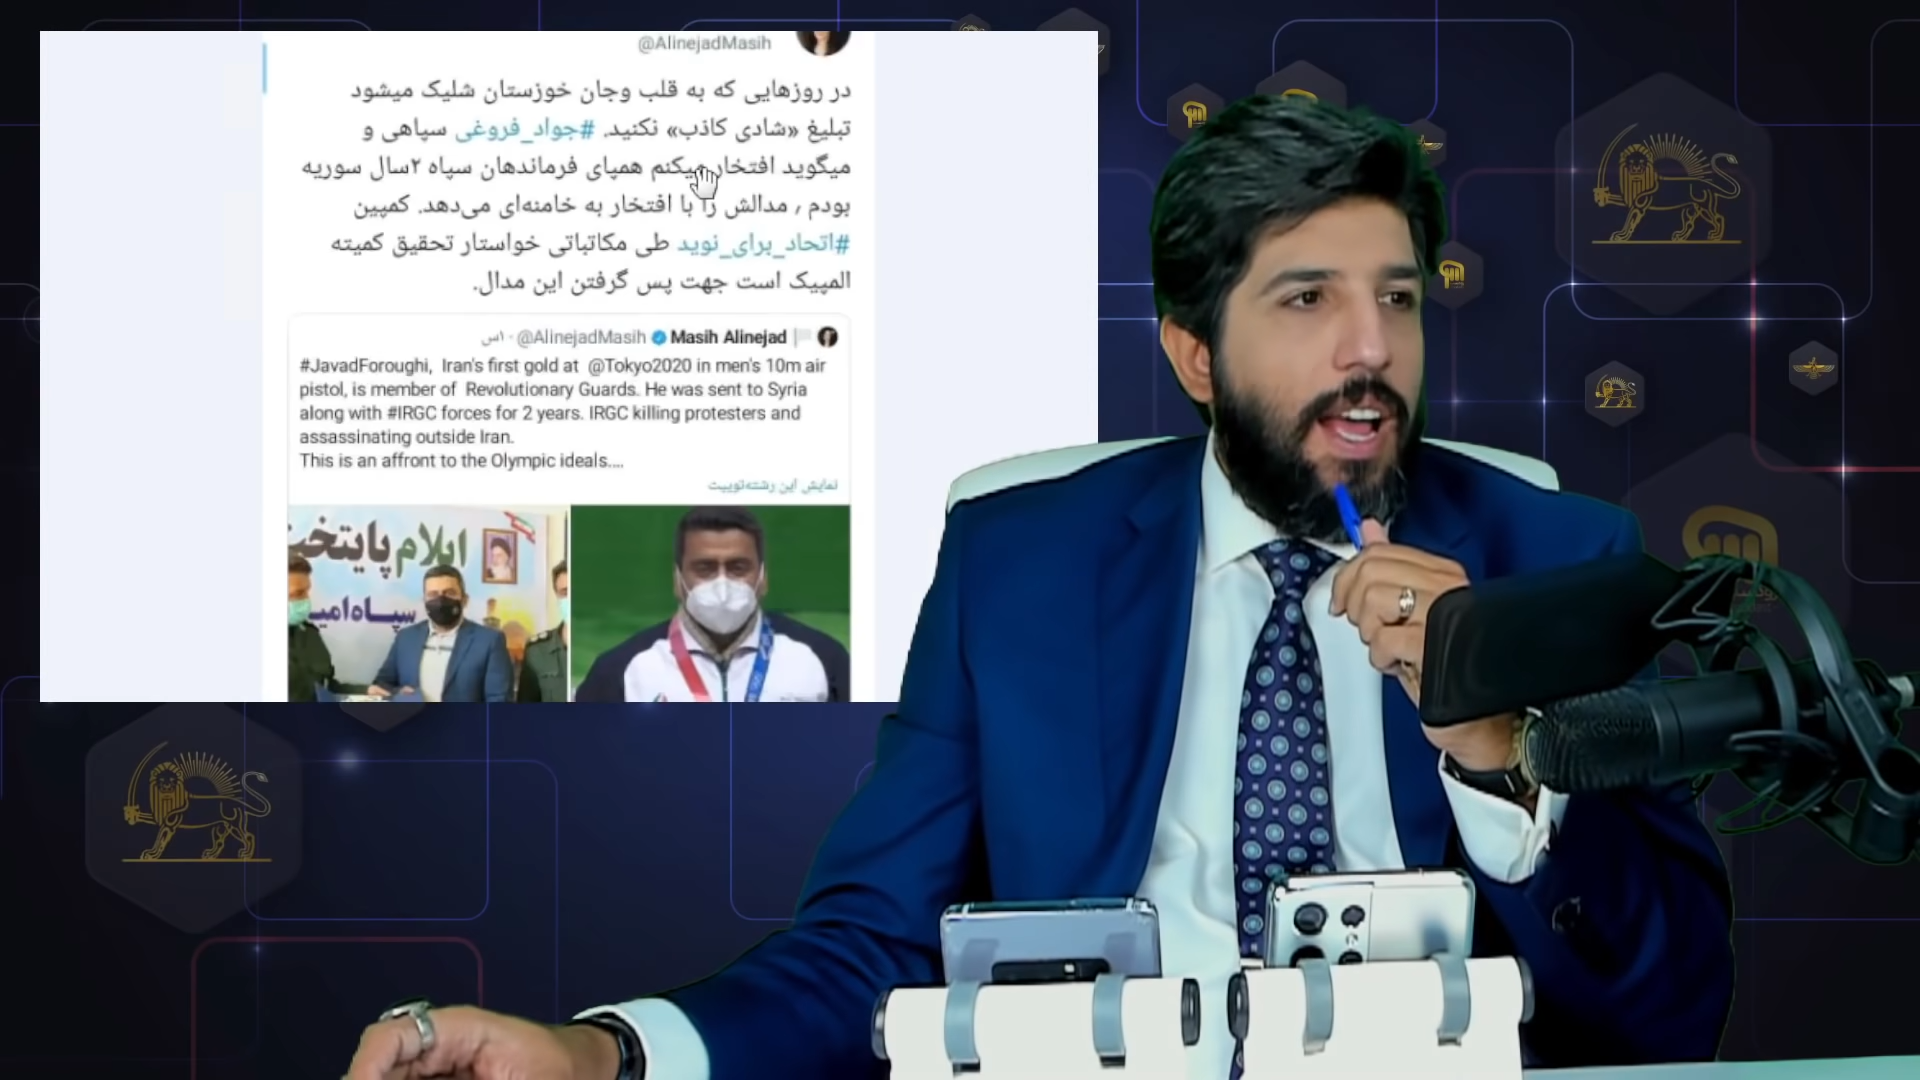 @AlinejadMasih
در روزهایی که به قلب وجان خوزستان شلیک میشود
تبلیغ «شادی کاذب» نکنید. #جواد_فروغی سپاهی و
میگوید افتخار میکنم همپای فرماندهان سپاه ۲سال سوریه
بودم , مدالش را با افتخار به خامنه‌ای می‌دهد. کمپین
#اتحاد_برای_نوید طی مکاتباتی خواستار تحقیق کمیته
المپیک است جهت پس گرفتن این مدال.
Masih Alinejad @AlinejadMasih · ۱س
#JavadForoughi, Iran's first gold at @Tokyo2020 in men's 10m air
pistol, is member of Revolutionary Guards. He was sent to Syria
along with #IRGC forces for 2 years. IRGC killing protesters and
assassinating outside Iran.
This is an affront to the Olympic ideals....
نمایش این رشته‌توییت
ایلام پایتخت